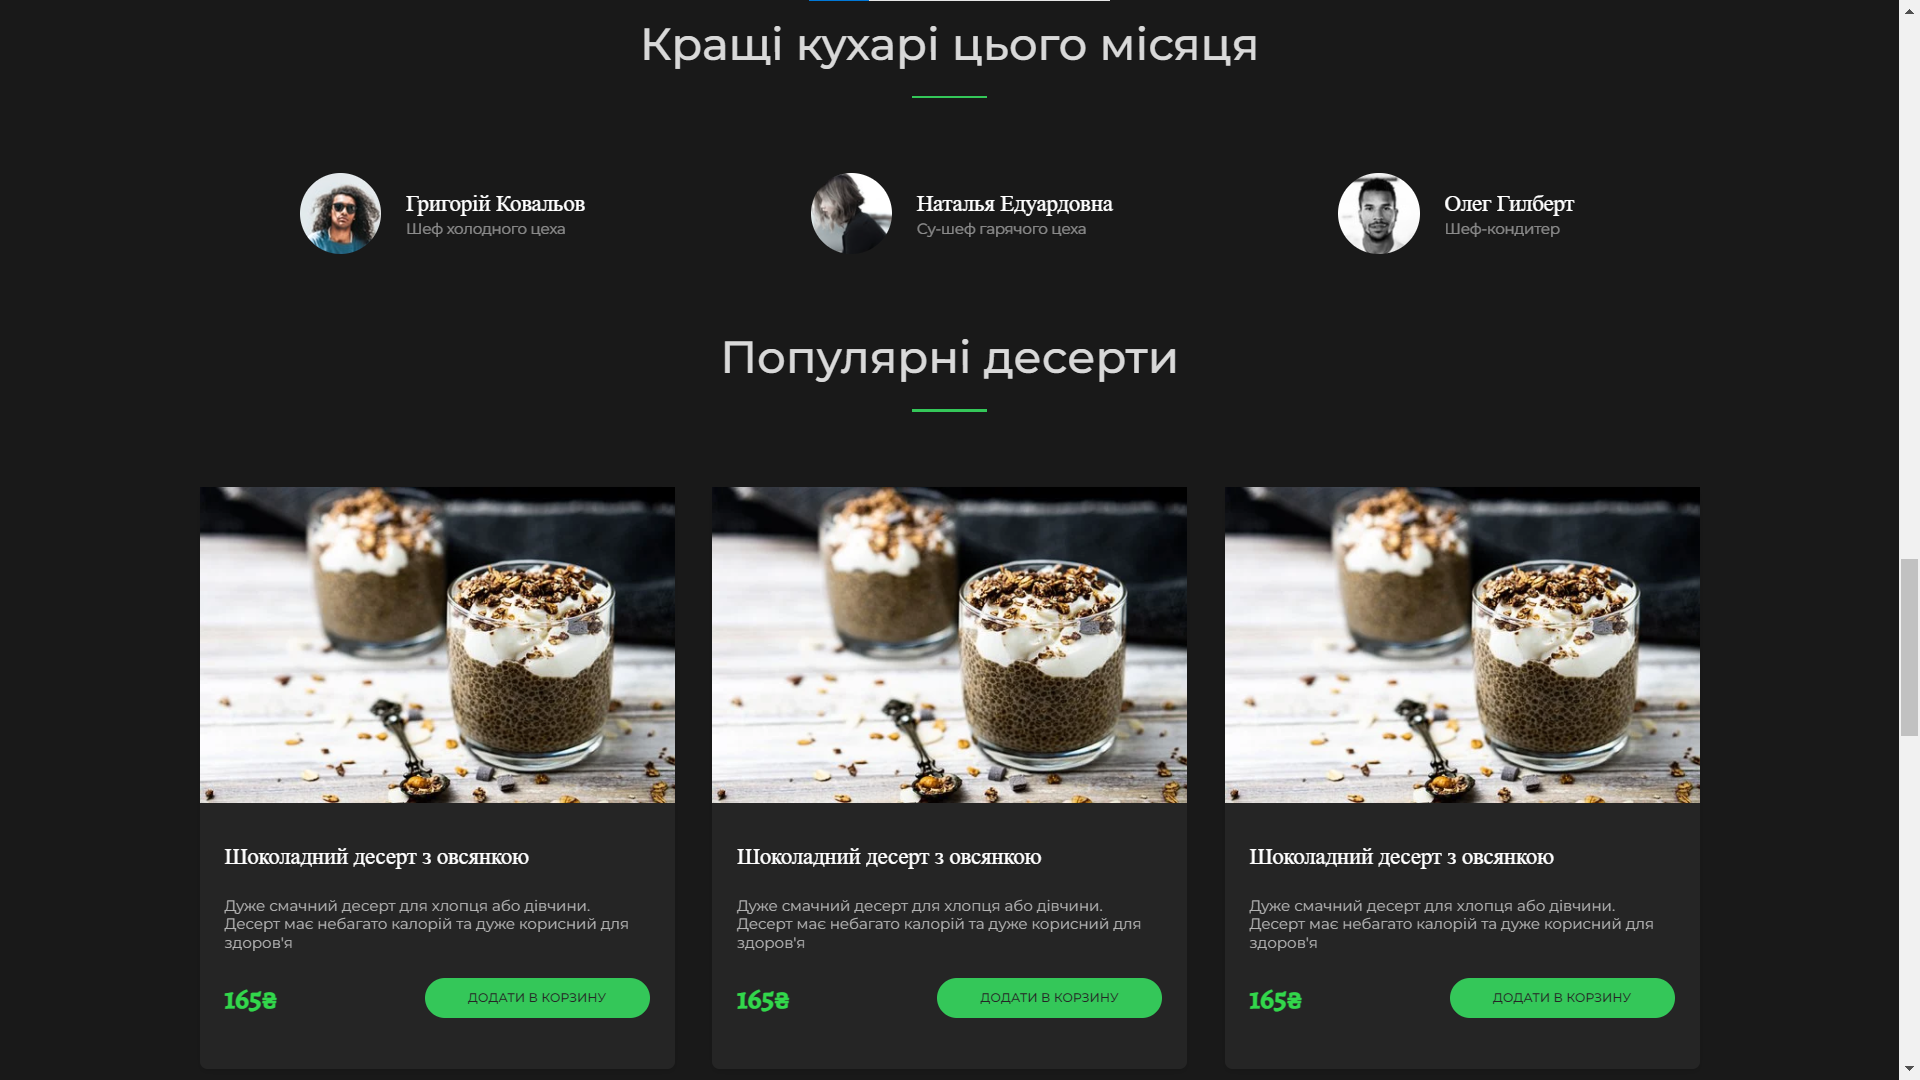 Кращі кухарі цього місяця
Григорій Ковальов
Шеф холодного цеха
Наталья Едуардовна
Су-шеф гарячого цеха
Олег Гилберт
Шеф-кондитер
Популярні десерти
Шоколадний десерт з овсянкою
Дуже смачний десерт для хлопця або дівчини.
Десерт має небагато калорій та дуже корисний для
здоров'я
165₴
ДОДАТИ В КОРЗИНУ
Шоколадний десерт з овсянкою
Дуже смачний десерт для хлопця або дівчини.
Десерт має небагато калорій та дуже корисний для
здоров'я
165₴
ДОДАТИ В КОРЗИНУ
Шоколадний десерт з овсянкою
Дуже смачний десерт для хлопця або дівчини.
Десерт має небагато калорій та дуже корисний для
здоров'я
165₴
ДОДАТИ В КОРЗИНУ